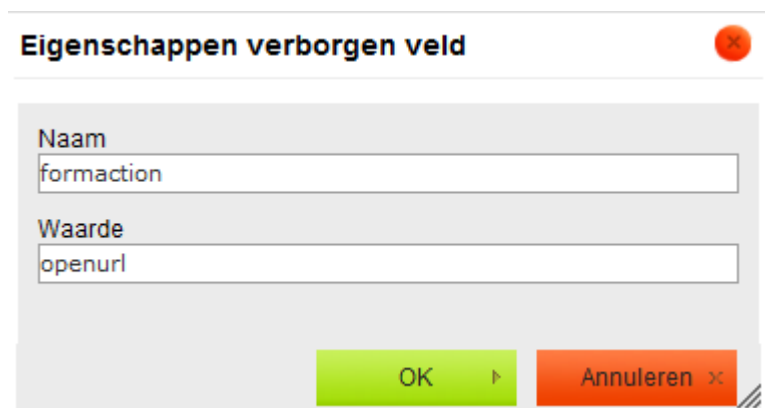 Eigenschappen verborgen veld
Naam
formaction
Waarde
openurl
OK
Annuleren